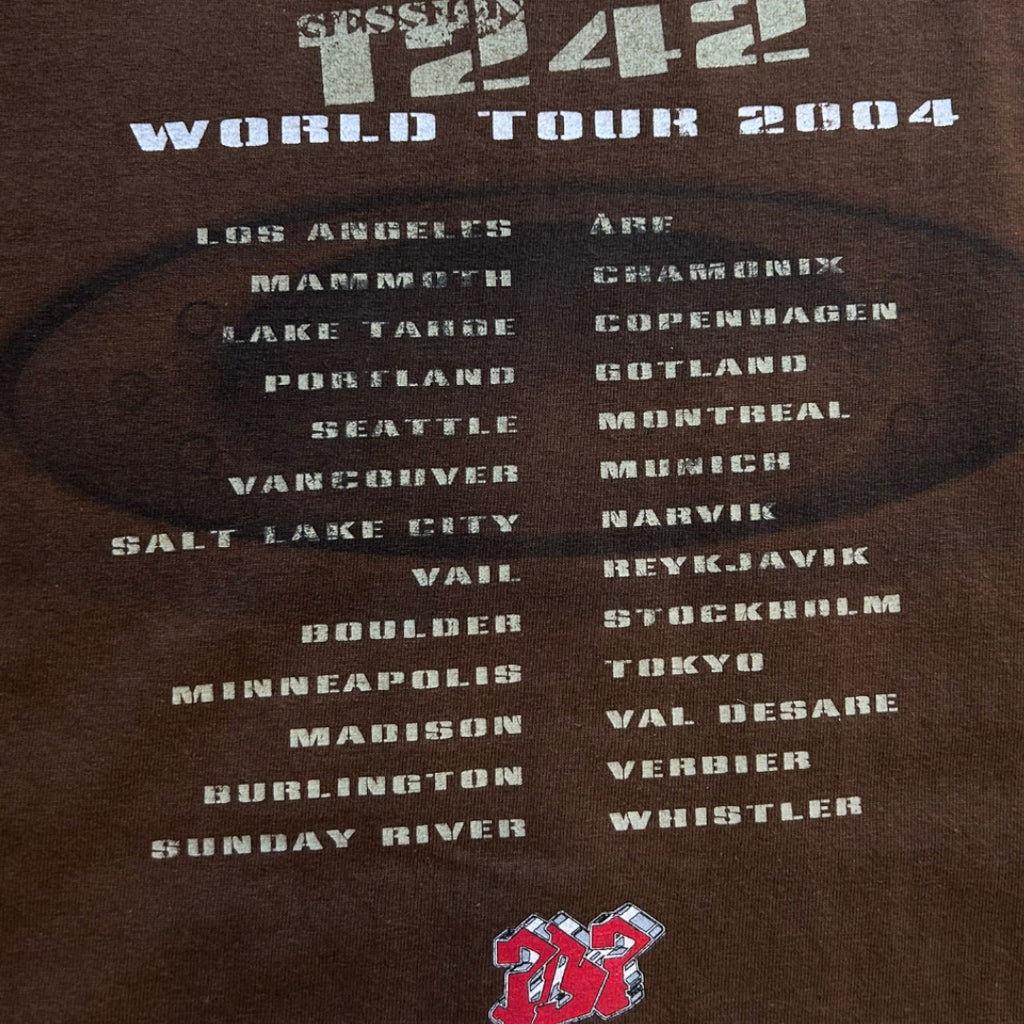 SESSION
1242
WORLD TOUR 2004
LOS ANGELES
MAMMOTH
LAKE TAHOE
PORTLAND
SEATTLE
VANCOUVER
SALT LAKE CITY
VAIL
BOULDER
MINNEAPOLIS
MADISON
BURLINGTON
SUNDAY RIVER
ÅRE
CHAMONIX
COPENHAGEN
GOTLAND
MONTREAL
MUNICH
NARVIK
REYKJAVIK
STOCKHOLM
TOKYO
VAL DESARE
VERBIER
WHISTLER